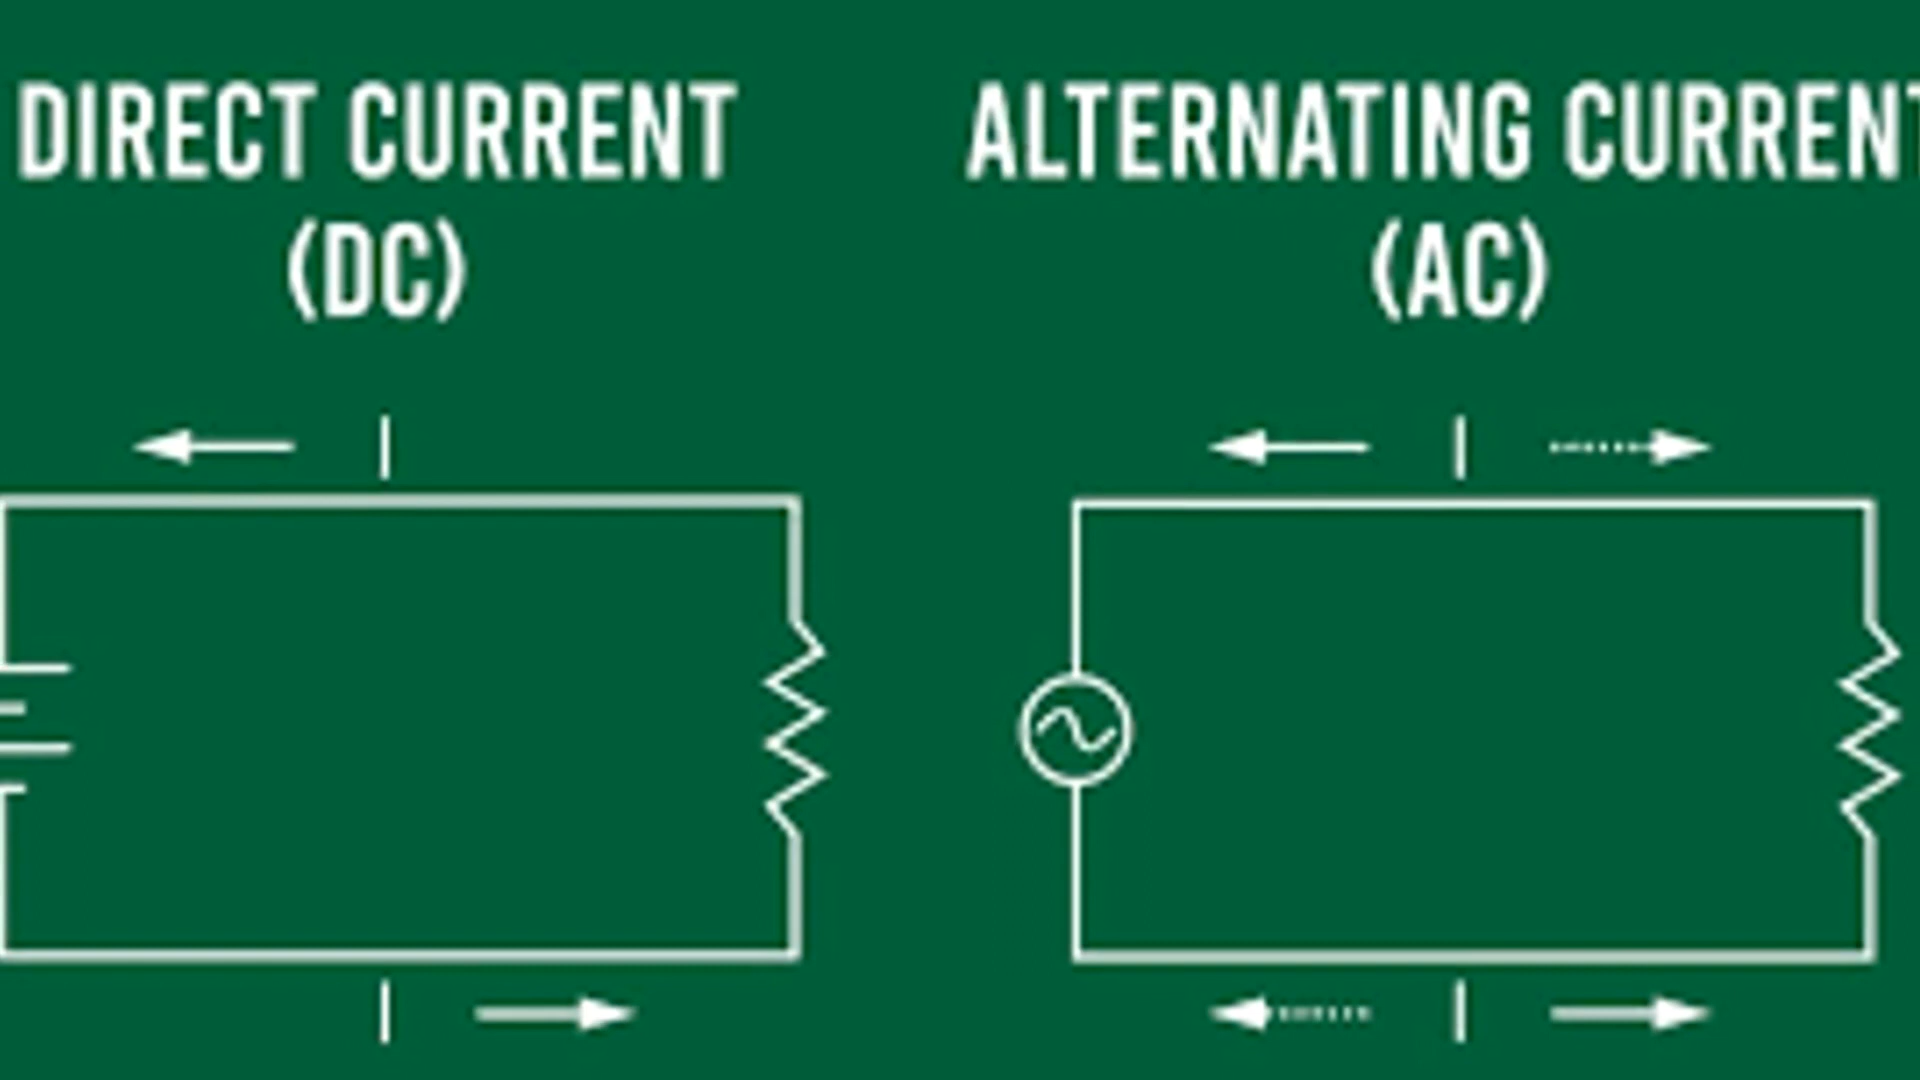 DIRECT CURRENT
(DC)
ALTERNATING CURRENT
(AC)
I
I
I
I